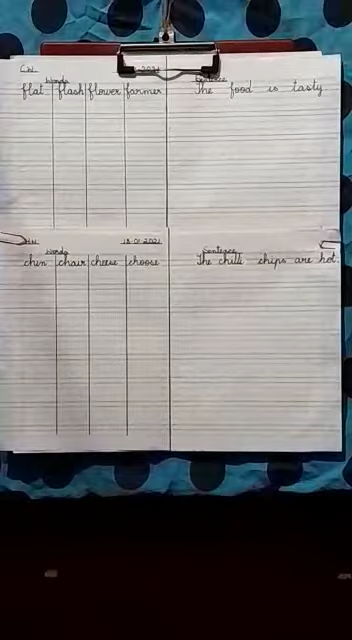 C.W.
Words
flat flash flower farmer
Sentence
The food is tasty
H.W. 18-01-2021
Words
chin chair cheese choose
Sentence
The chilli chips are hot.